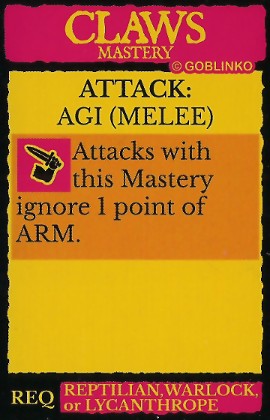 CLAWS
MASTERY
© GOBLINKO
ATTACK:
AGI (MELEE)
Attacks with
this Mastery
ignore 1 point of
ARM.
REQ REPTILIAN, WARLOCK,
or LYCANTHROPE